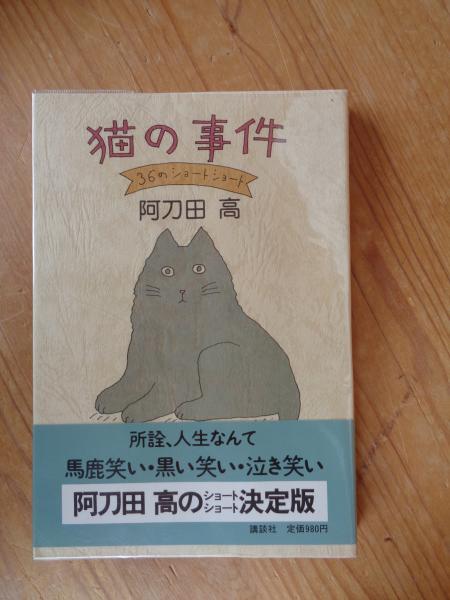 猫の事件
36のショートショート
阿刀田 高
所詮、人生なんて
馬鹿笑い・黒い笑い・泣き笑い
阿刀田 高のショートショート決定版
講談社 定価980円